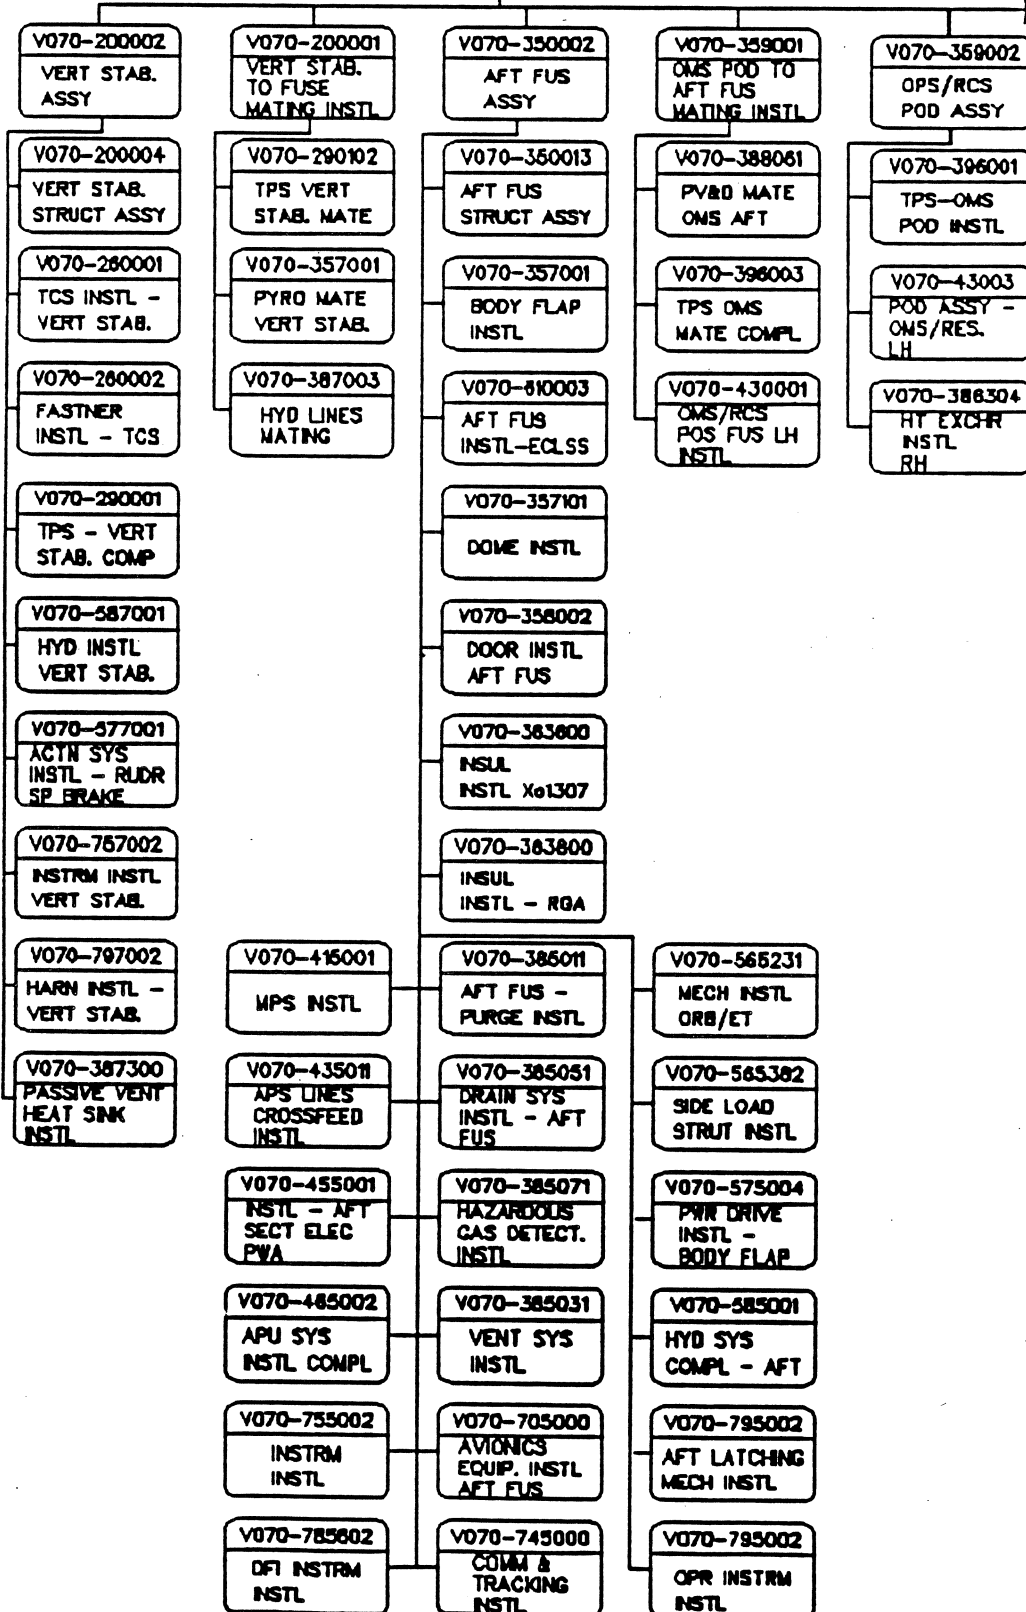 V070-200002
VERT STAB.
ASSY
V070-200004
VERT STAB.
STRUCT ASSY
V070-260001
TCS INSTL -
VERT STAB.
V070-260002
FASTNER
INSTL - TCS
V070-290001
TPS - VERT
STAB. COMP
V070-587001
HYD INSTL
VERT STAB.
V070-577001
ACTN SYS
INSTL - RUDR
SP BRAKE
V070-757002
INSTRM INSTL
VERT STAB.
V070-797002
HARN INSTL -
VERT STAB.
V070-387300
PASSIVE VENT
HEAT SINK
INSTL
V070-200001
VERT STAB.
TO FUSE
MATING INSTL
V070-290102
TPS VERT
STAB. MATE
V070-357001
PYRO MATE
VERT STAB.
V070-387003
HYD LINES
MATING
V070-350002
AFT FUS
ASSY
V070-350013
AFT FUS
STRUCT ASSY
V070-357001
BODY FLAP
INSTL
V070-610003
AFT FUS
INSTL-ECLSS
V070-357101
DOME INSTL
V070-358002
DOOR INSTL
AFT FUS
V070-363600
INSUL
INSTL Xo1307
V070-363800
INSUL
INSTL - RGA
V070-415001
MPS INSTL
V070-435011
APS LINES
CROSSFEED
INSTL
V070-455001
INSTL - AFT
SECT ELEC
PWA
V070-465002
APU SYS
INSTL COMPL
V070-755002
INSTRM
INSTL
V070-785602
DFI INSTRM
INSTL
V070-385011
AFT FUS -
PURGE INSTL
V070-385051
DRAIN SYS
INSTL - AFT
FUS
V070-385071
HAZARDOUS
GAS DETECT.
INSTL
V070-385031
VENT SYS
INSTL
V070-705000
AVIONICS
EQUIP. INSTL
AFT FUS
V070-745000
COMM &
TRACKING
INSTL
V070-565231
MECH INSTL
ORB/ET
V070-565382
SIDE LOAD
STRUT INSTL
V070-575004
PWR DRIVE
INSTL -
BODY FLAP
V070-585001
HYD SYS
COMPL - AFT
V070-795002
AFT LATCHING
MECH INSTL
V070-795002
OPR INSTRM
INSTL
V070-359001
OMS POD TO
AFT FUS
MATING INSTL
V070-388061
PV&D MATE
OMS AFT
V070-396003
TPS OMS
MATE COMPL
V070-430001
OMS/RCS
POS FUS LH
INSTL
V070-359002
OPS/RCS
POD ASSY
V070-396001
TPS-OMS
POD INSTL
V070-43003
POD ASSY -
OMS/RES.
LH
V070-386304
HT EXCHR
INSTL
RH